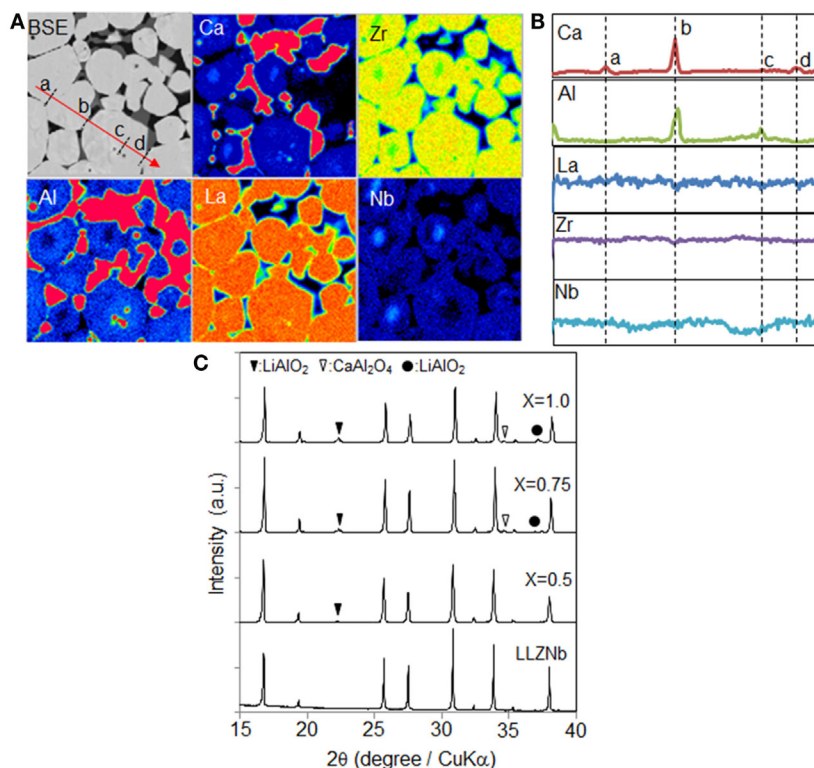 A
BSE
Ca
Zr
a
b
c
d
Al
La
Nb
B
Ca
a
b
c
d
Al
La
Zr
Nb
C
▼:LiAlO₂ ▽:CaAl₂O₄ ●:LiAlO₂
X=1.0
X=0.75
X=0.5
LLZNb
Intensity (a.u.)
15 20 25 30 35 40
2θ (degree / CuKα)